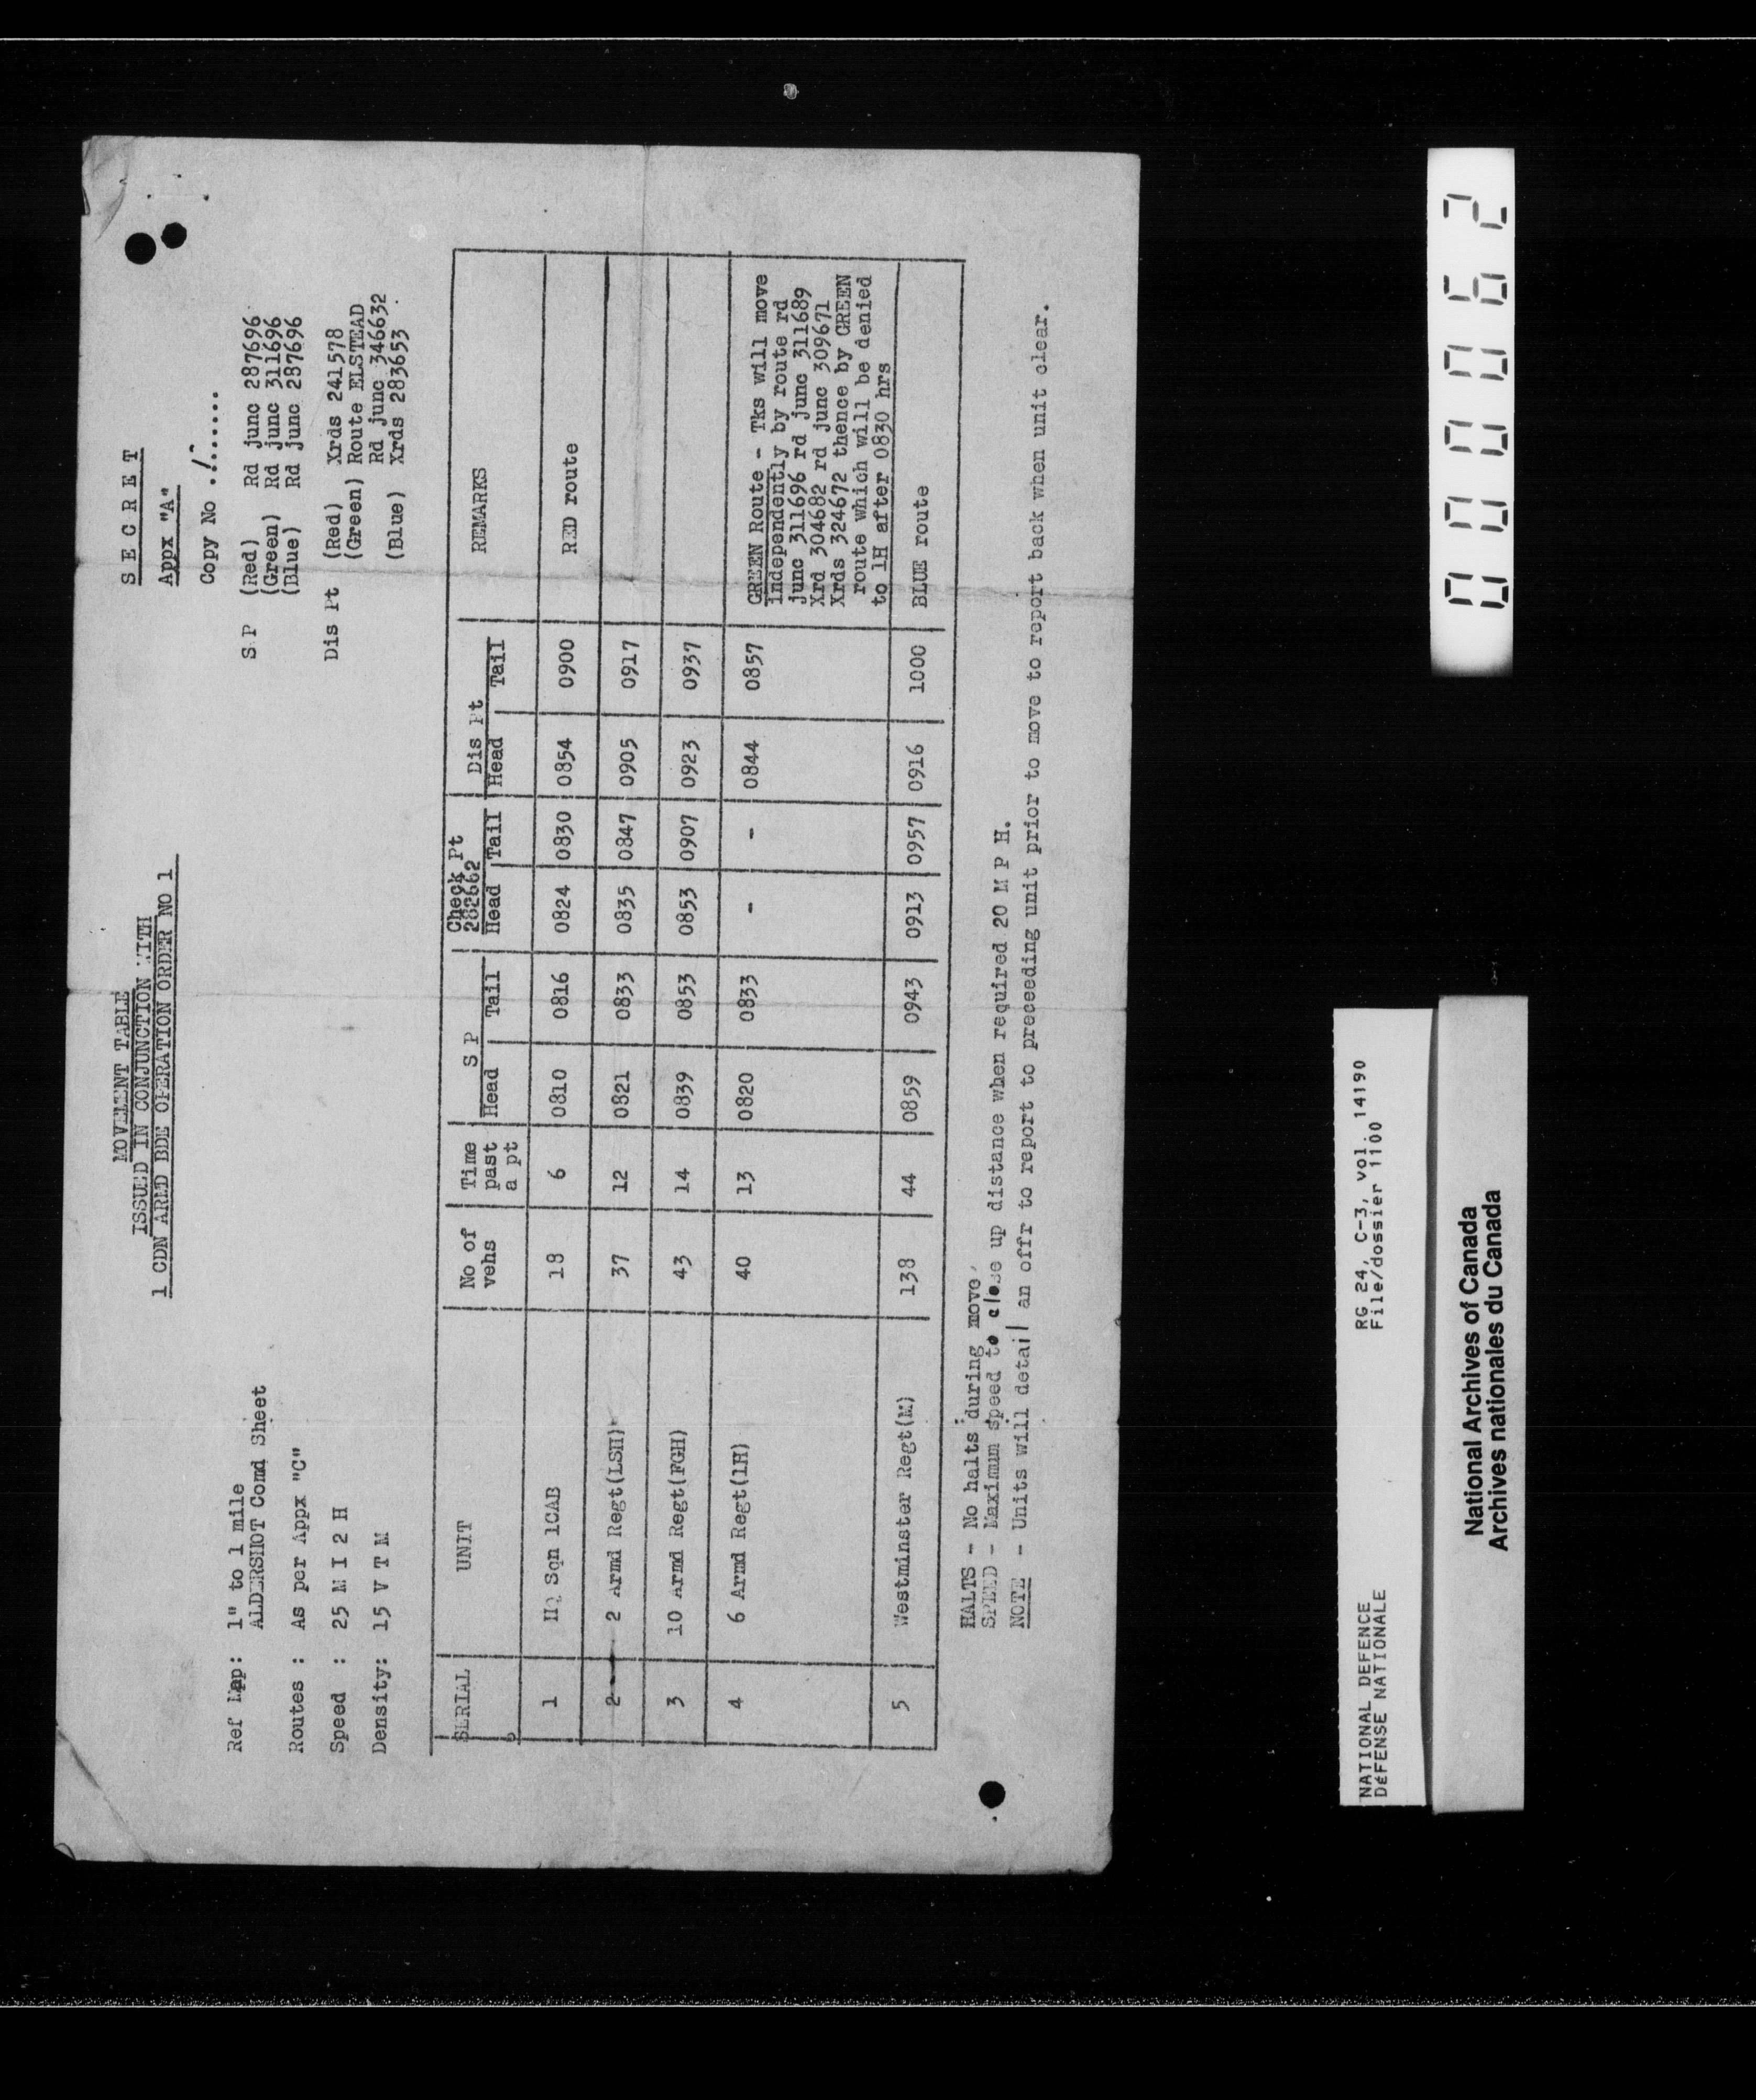 S E C R E T
Appx "A"
Copy No .1......
MOVEMENT TABLE
ISSUED IN CONJUNCTION WITH
1 CDN ARMD BDE OPERATION ORDER NO 1
Ref Map: 1" to 1 mile
ALDERSHOT Comd Sheet
Routes : As per Appx "C"
Speed : 25 M I 2 H
Density: 15 V T M
S P (Red) Rd junc 287696
(Green) Rd junc 311696
(Blue) Rd junc 287696
Dis Pt (Red) Xrds 241578
(Green) Route ELSTEAD
Rd junc 346632
(Blue) Xrds 283653
SERIAL UNIT No of vehs Time past a pt S P Check Pt 282662 Dis Pt REMARKS
Head Tail Head Tail Head Tail
1 HQ Sqn 1CAB 18 6 0810 0816 0824 0830 0854 0900 RED route
2 2 Armd Regt(LSH) 37 12 0821 0833 0835 0847 0905 0917
3 10 Armd Regt(FGH) 43 14 0839 0853 0853 0907 0923 0937
4 6 Armd Regt(1H) 40 13 0820 0833 - - 0844 0857 GREEN Route - Tks will move
independently by route rd
junc 311696 rd junc 311689
Xrd 304682 rd junc 309671
Xrds 324672 thence by GREEN
route which will be denied
to 1H after 0830 hrs
5 Westminster Regt(M) 138 44 0859 0943 0913 0957 0916 1000 BLUE route
HALTS - No halts during move.
SPEED - Maximum speed to close up distance when required 20 M P H.
NOTE - Units will detail an offr to report to preceeding unit prior to move to report back when unit clear.
NATIONAL DEFENCE RG 24, C-3, vol. 14190
DéFENSE NATIONALE File/dossier 1100
National Archives of Canada
Archives nationales du Canada
000062